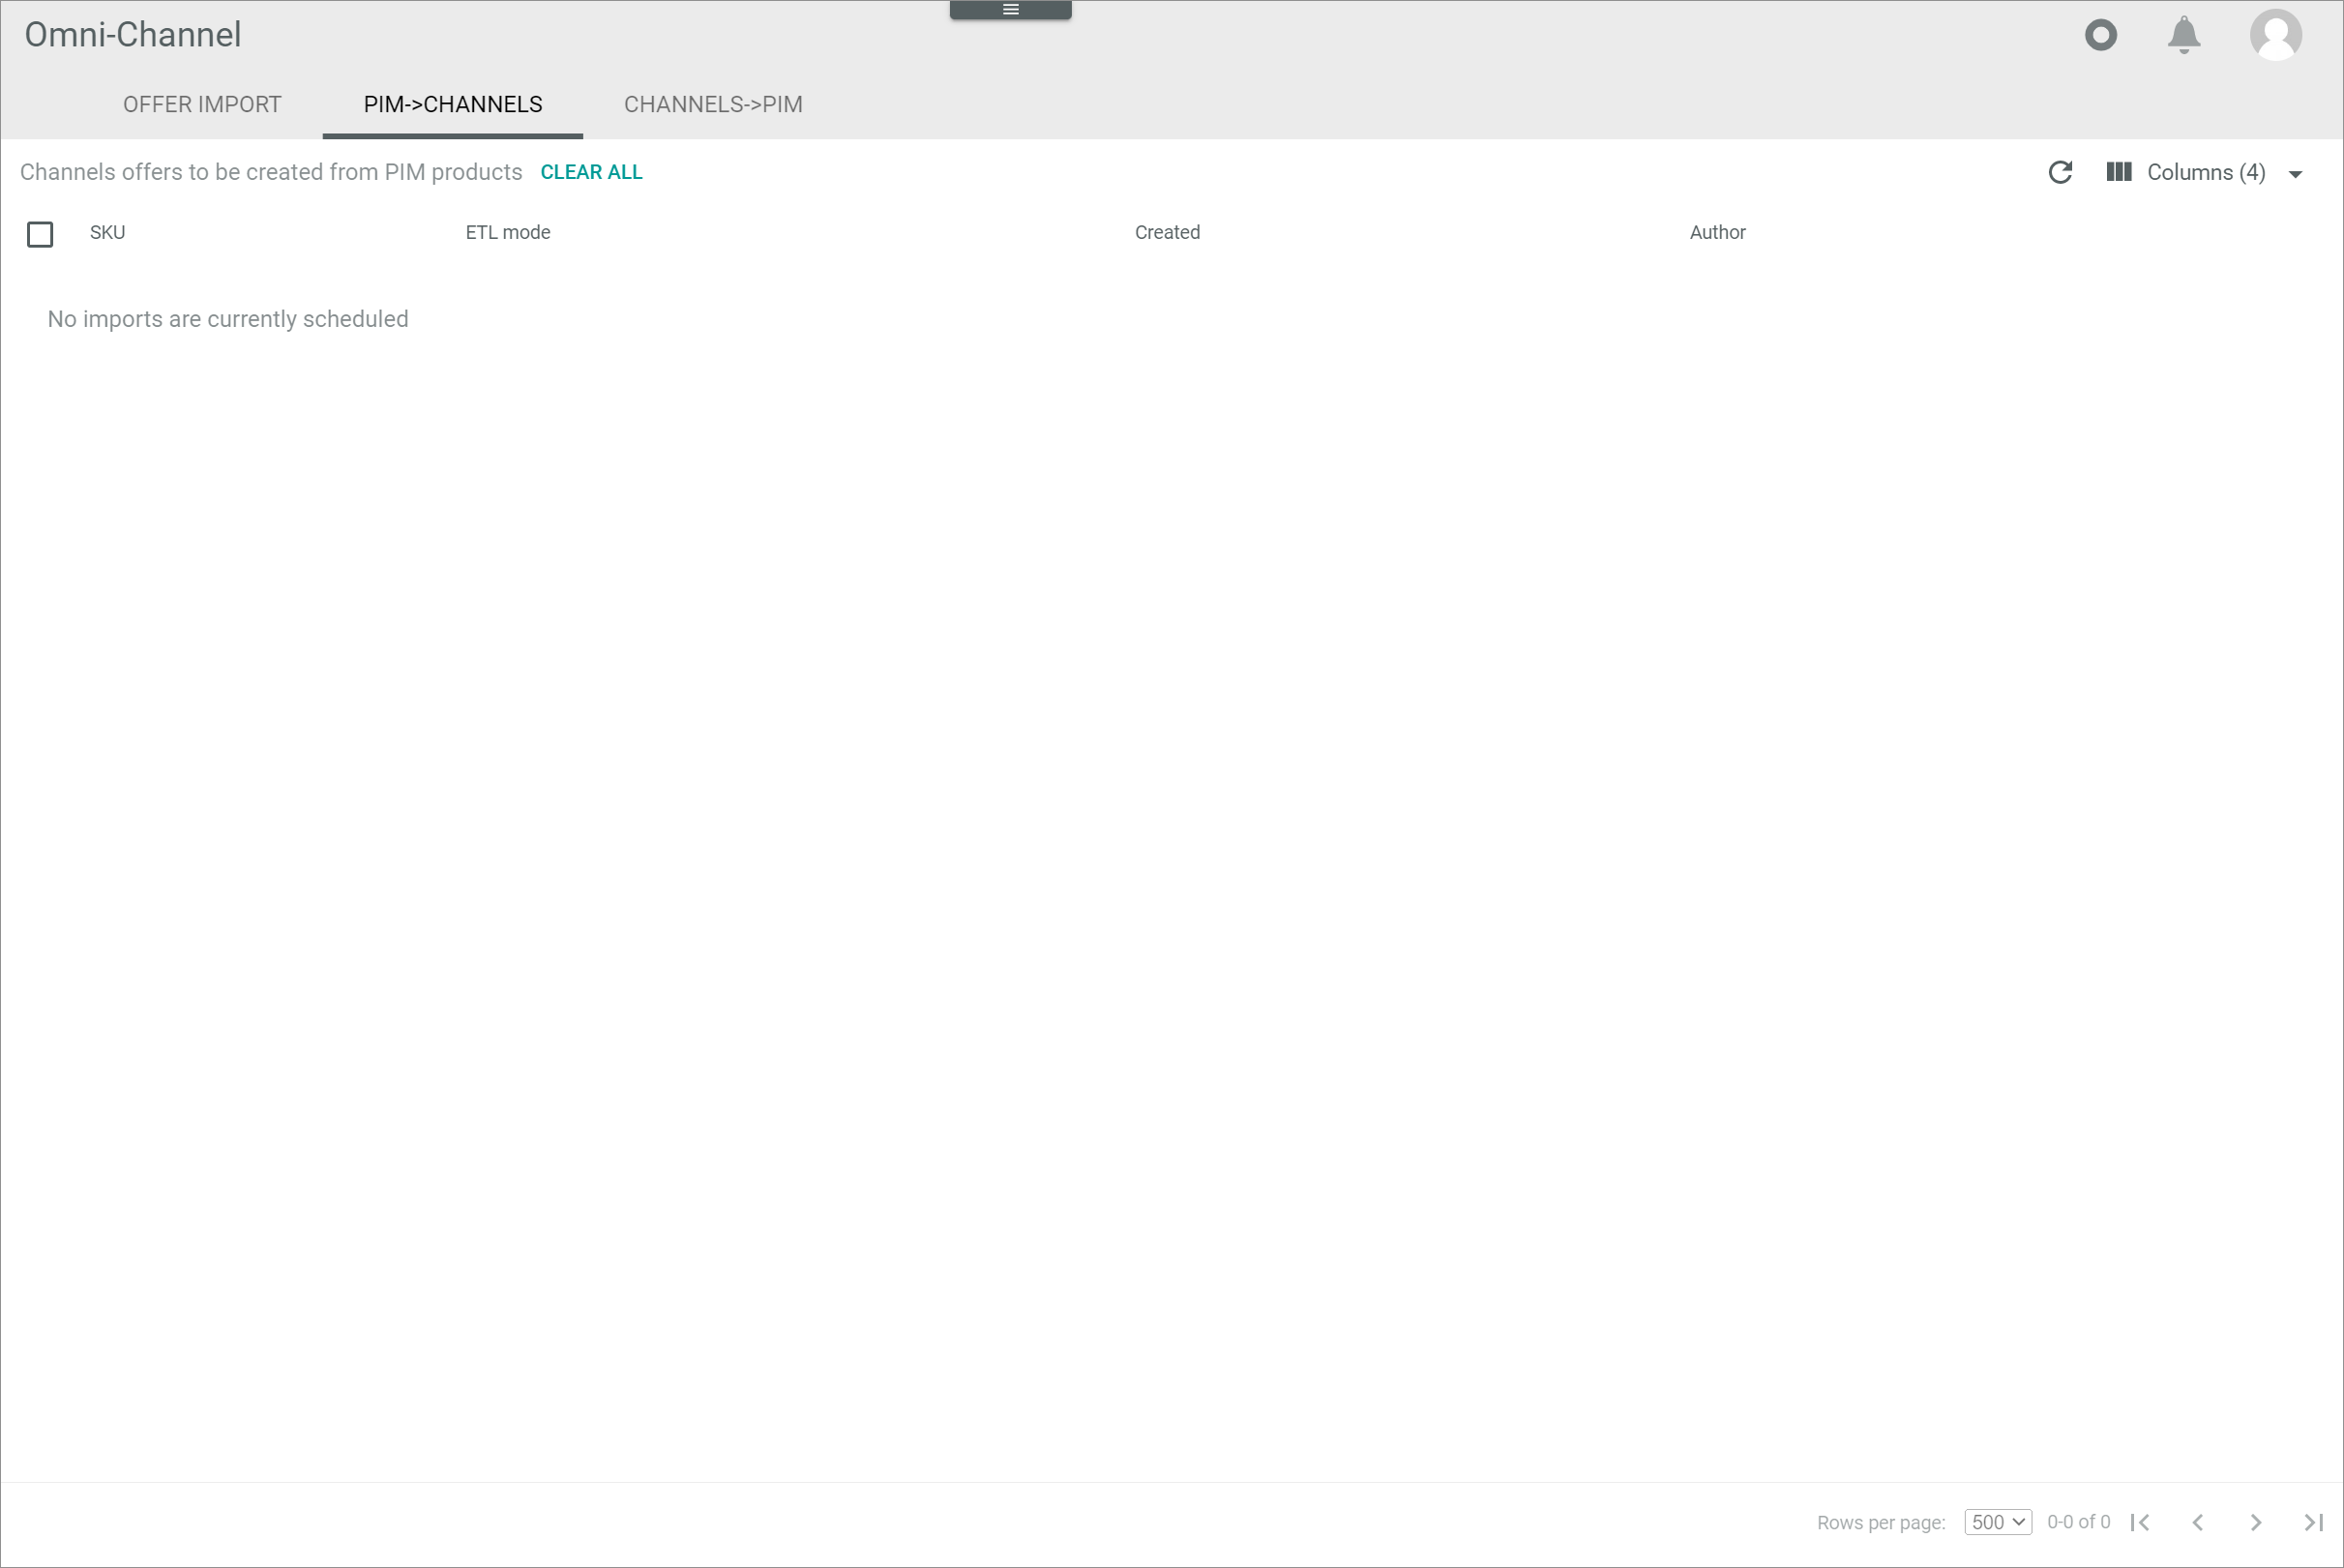 Omni-Channel
OFFER IMPORT PIM->CHANNELS CHANNELS->PIM
Channels offers to be created from PIM products CLEAR ALL Columns (4)
SKU ETL mode Created Author
No imports are currently scheduled
Rows per page: 500 0-0 of 0